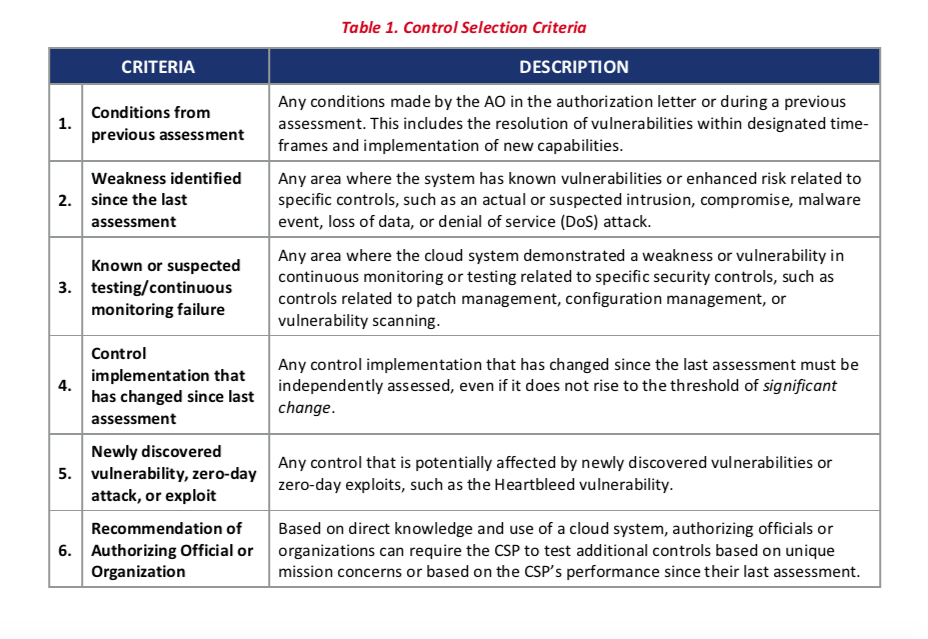 Table 1. Control Selection Criteria
CRITERIA
DESCRIPTION
1.
Conditions from
previous assessment
Any conditions made by the AO in the authorization letter or during a previous
assessment. This includes the resolution of vulnerabilities within designated time-
frames and implementation of new capabilities.
2.
Weakness identified
since the last
assessment
Any area where the system has known vulnerabilities or enhanced risk related to
specific controls, such as an actual or suspected intrusion, compromise, malware
event, loss of data, or denial of service (DoS) attack.
3.
Known or suspected
testing/continuous
monitoring failure
Any area where the cloud system demonstrated a weakness or vulnerability in
continuous monitoring or testing related to specific security controls, such as
controls related to patch management, configuration management, or
vulnerability scanning.
4.
Control
implementation that
has changed since last
assessment
Any control implementation that has changed since the last assessment must be
independently assessed, even if it does not rise to the threshold of significant
change.
5.
Newly discovered
vulnerability, zero-day
attack, or exploit
Any control that is potentially affected by newly discovered vulnerabilities or
zero-day exploits, such as the Heartbleed vulnerability.
6.
Recommendation of
Authorizing Official or
Organization
Based on direct knowledge and use of a cloud system, authorizing officials or
organizations can require the CSP to test additional controls based on unique
mission concerns or based on the CSP’s performance since their last assessment.